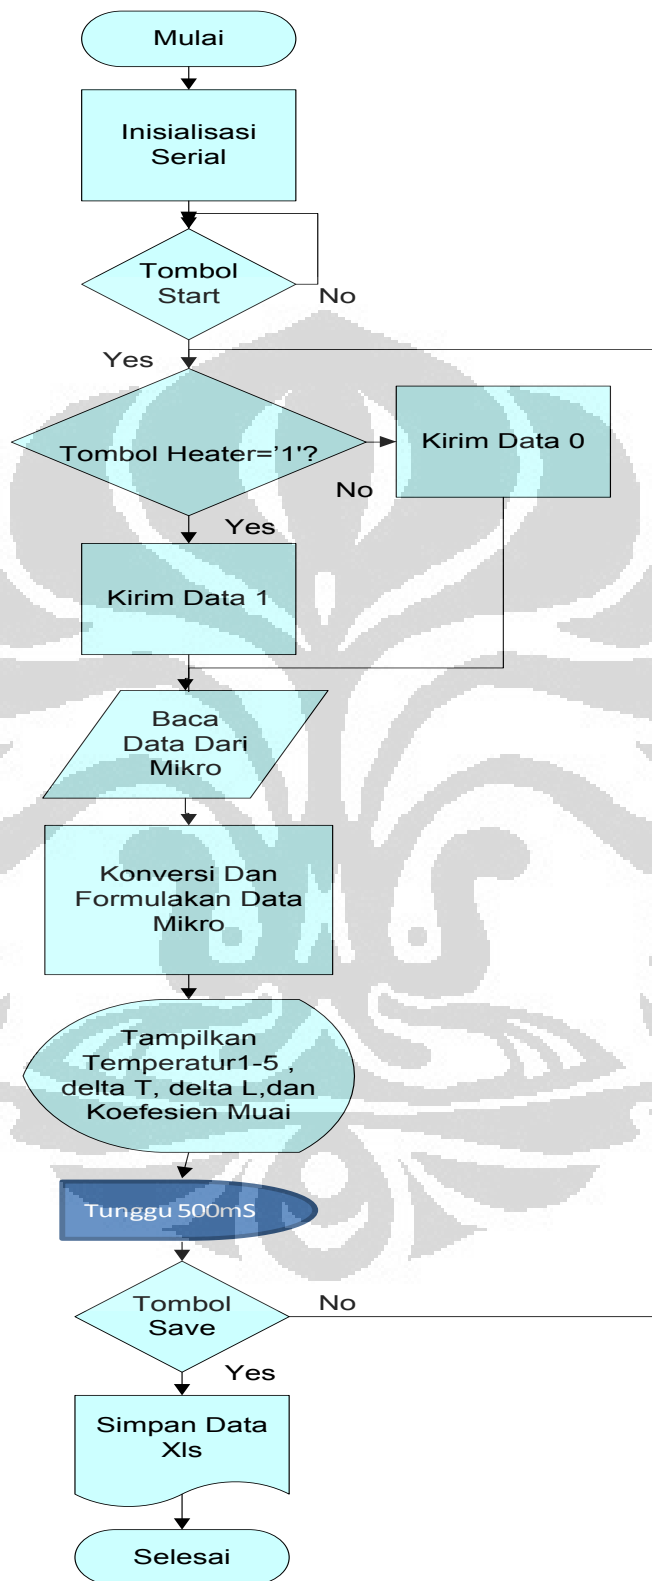 Mulai
Inisialisasi
Serial
Tombol
Start
No
Yes
Tombol Heater=’1'?
Kirim Data 0
No
Yes
Kirim Data 1
Baca
Data Dari
Mikro
Konversi Dan
Formulakan Data
Mikro
Tampilkan
Temperatur1-5 ,
delta T, delta L,dan
Koefesien Muai
Tunggu 500mS
Tombol
Save
No
Yes
Simpan Data
Xls
Selesai